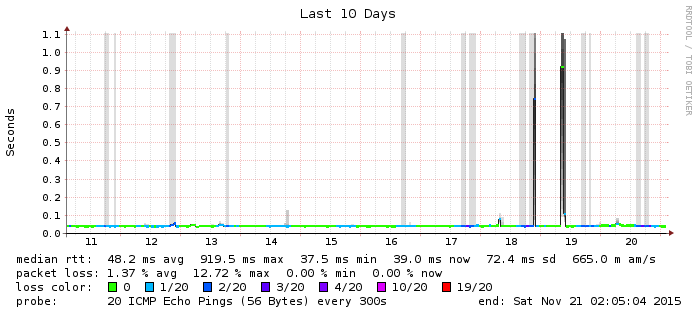 Last 10 Days
RRDTOOL / TOBI OETIKER
Seconds
1.1
1.0
0.9
0.8
0.7
0.6
0.5
0.4
0.3
0.2
0.1
0.0
11 12 13 14 15 16 17 18 19 20
median rtt: 48.2 ms avg 919.5 ms max 37.5 ms min 39.0 ms now 72.4 ms sd 665.0 m am/s
packet loss: 1.37 % avg 12.72 % max 0.00 % min 0.00 % now
loss color: 0 1/20 2/20 3/20 4/20 10/20 19/20
probe: 20 ICMP Echo Pings (56 Bytes) every 300s end: Sat Nov 21 02:05:04 2015